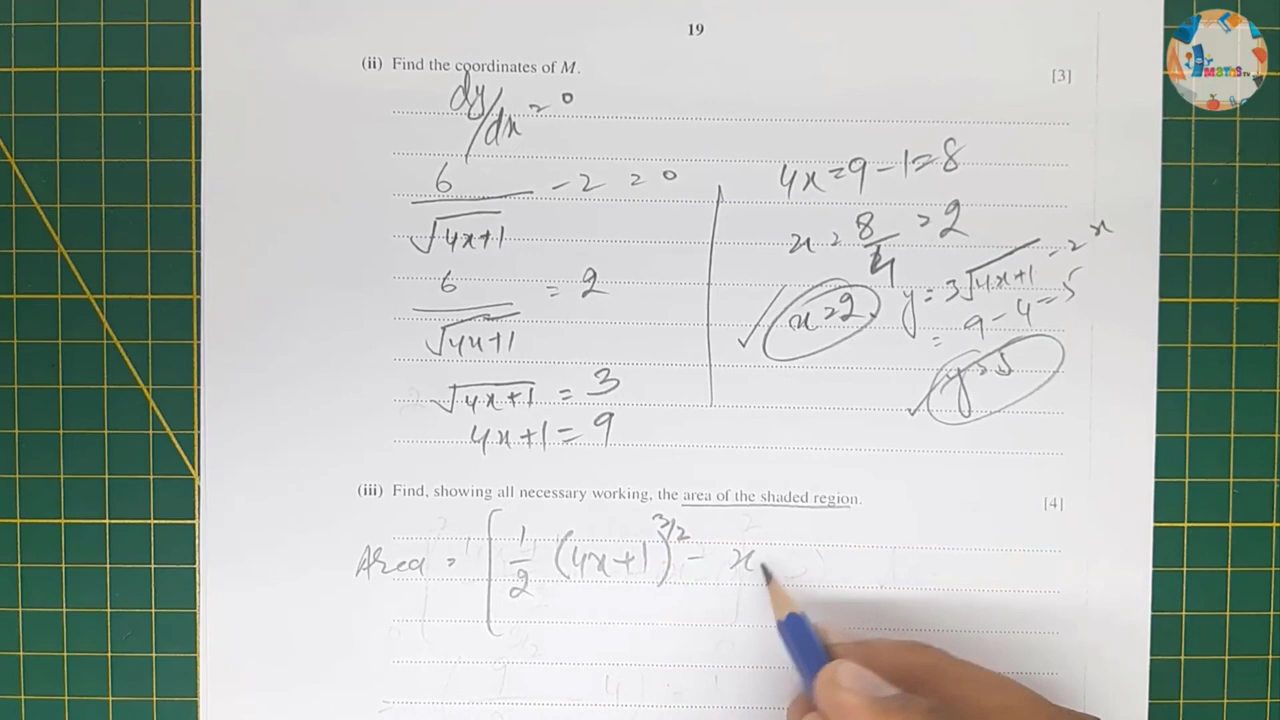 19
(ii) Find the coordinates of M.
[3]
dy/dx = 0
6/√4x+1 - 2 = 0
6/√4x+1 = 2
√4x+1 = 3
4x+1 = 9
4x = 9 - 1 = 8
x = 8/4 = 2
x = 2
y = 3√4x+1 - 2x
= 9 - 4 = 5
y = 5
(iii) Find, showing all necessary working, the area of the shaded region.
[4]
Area = [1/2 (4x+1)^3/2 - x
MATHS TV